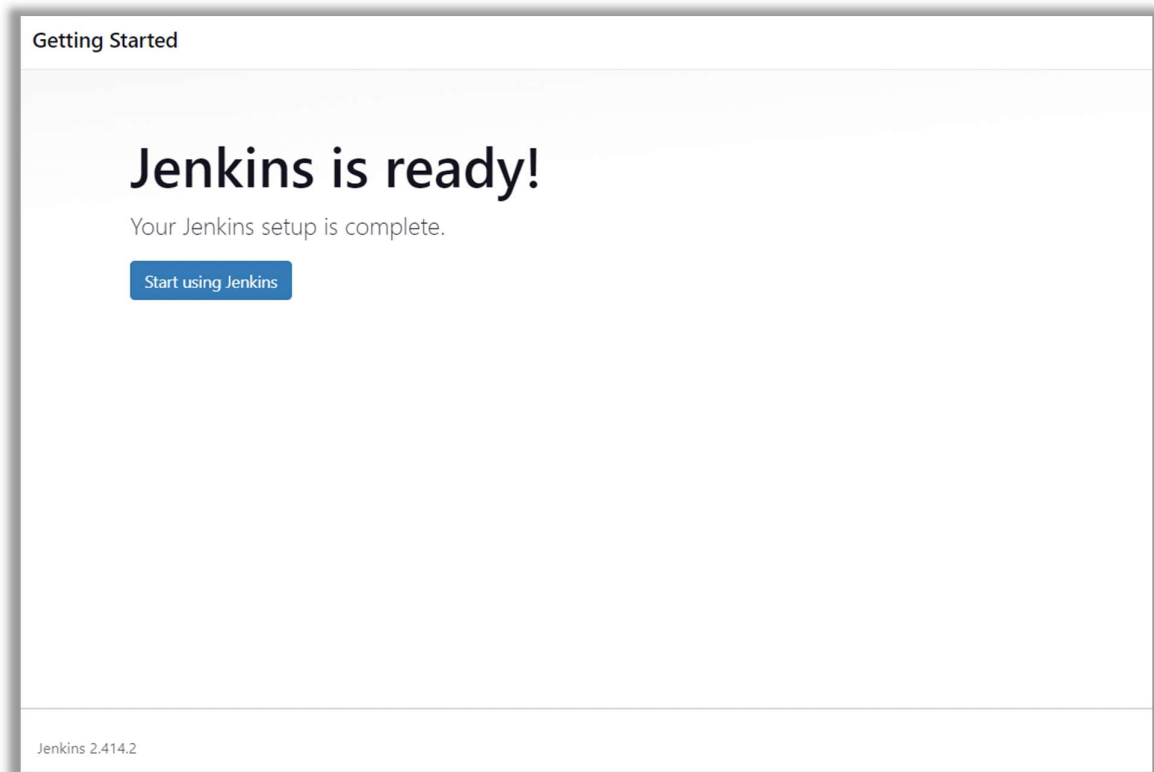 Getting Started
Jenkins is ready!
Your Jenkins setup is complete.
Start using Jenkins
Jenkins 2.414.2